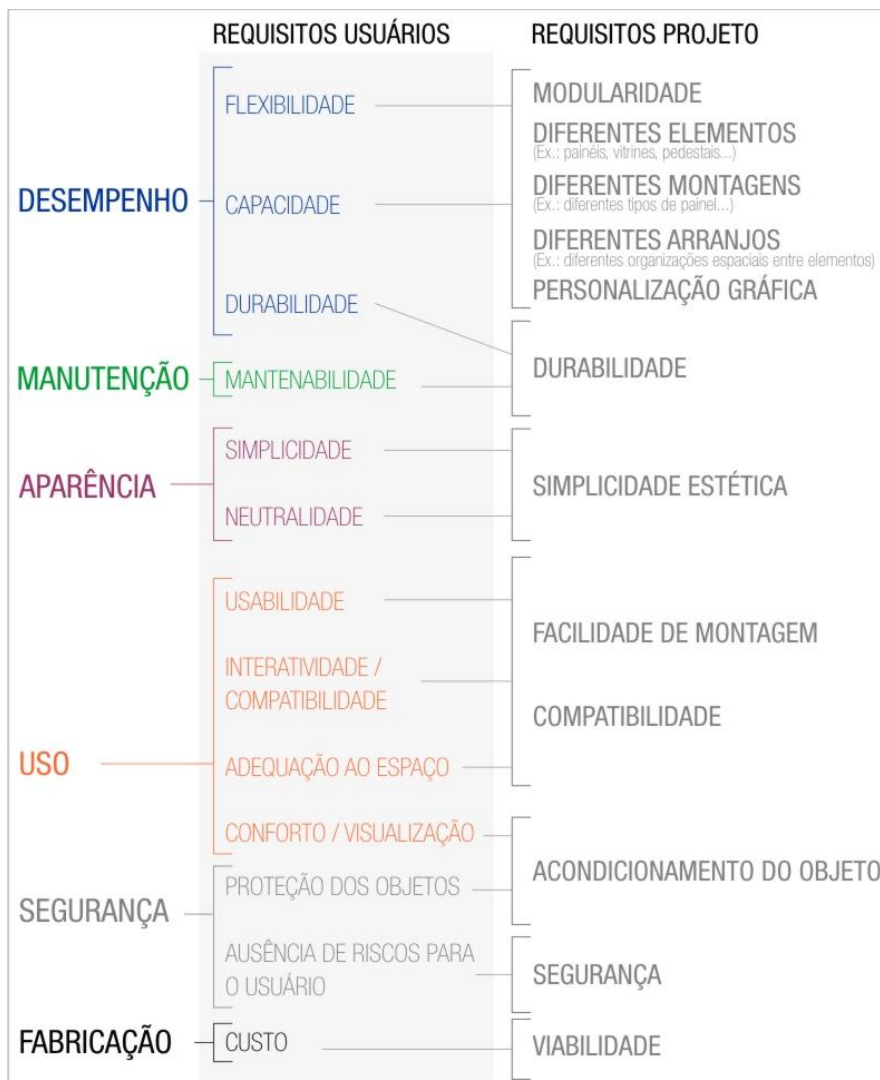 REQUISITOS USUÁRIOS
REQUISITOS PROJETO
DESEMPENHO
FLEXIBILIDADE
CAPACIDADE
DURABILIDADE
MODULARIDADE
DIFERENTES ELEMENTOS
(Ex.: painéis, vitrines, pedestais...)
DIFERENTES MONTAGENS
(Ex.: diferentes tipos de painel...)
DIFERENTES ARRANJOS
(Ex.: diferentes organizações espaciais entre elementos)
PERSONALIZAÇÃO GRÁFICA
MANUTENÇÃO
MANTENABILIDADE
DURABILIDADE
APARÊNCIA
SIMPLICIDADE
NEUTRALIDADE
SIMPLICIDADE ESTÉTICA
USO
USABILIDADE
INTERATIVIDADE /
COMPATIBILIDADE
ADEQUAÇÃO AO ESPAÇO
CONFORTO / VISUALIZAÇÃO
FACILIDADE DE MONTAGEM
COMPATIBILIDADE
SEGURANÇA
PROTEÇÃO DOS OBJETOS
AUSÊNCIA DE RISCOS PARA
O USUÁRIO
ACONDICIONAMENTO DO OBJETO
SEGURANÇA
FABRICAÇÃO
CUSTO
VIABILIDADE